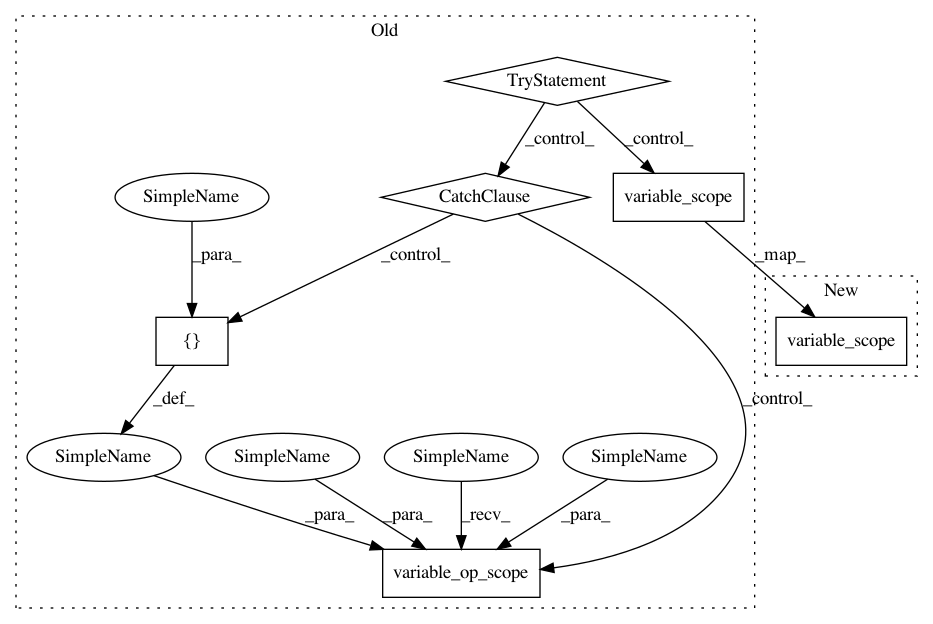 Old
TryStatement
_control_
_control_
SimpleName
CatchClause
variable_scope
_para_
_control_
_map_
New
{}
variable_scope
_def_
_control_
SimpleName
SimpleName
SimpleName
SimpleName
_para_
_para_
_recv_
_para_
variable_op_scope